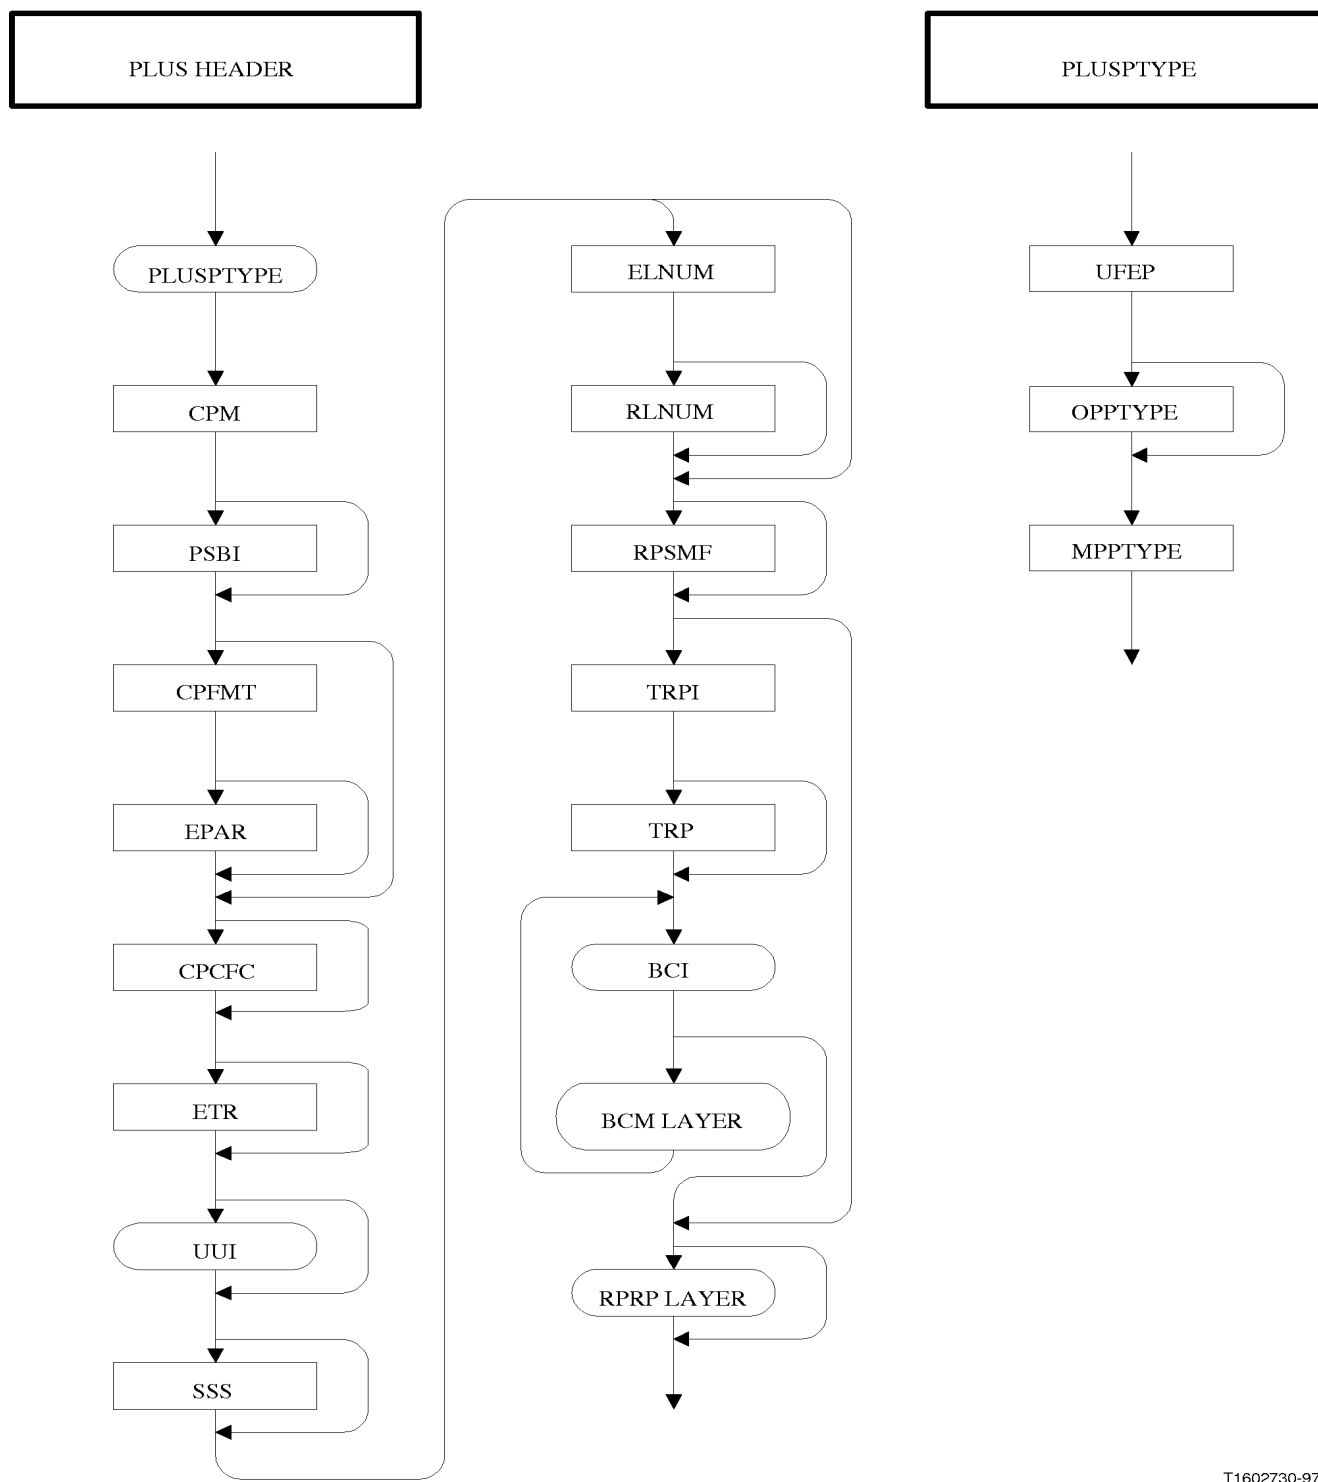 PLUS HEADER
PLUSPTYPE
CPM
PSBI
CPFMT
EPAR
CPCFC
ETR
UUI
SSS
ELNUM
RLNUM
RPSMF
TRPI
TRP
BCI
BCM LAYER
RPRP LAYER
PLUSPTYPE
UFEP
OPPTYPE
MPPTYPE
T1602730-97